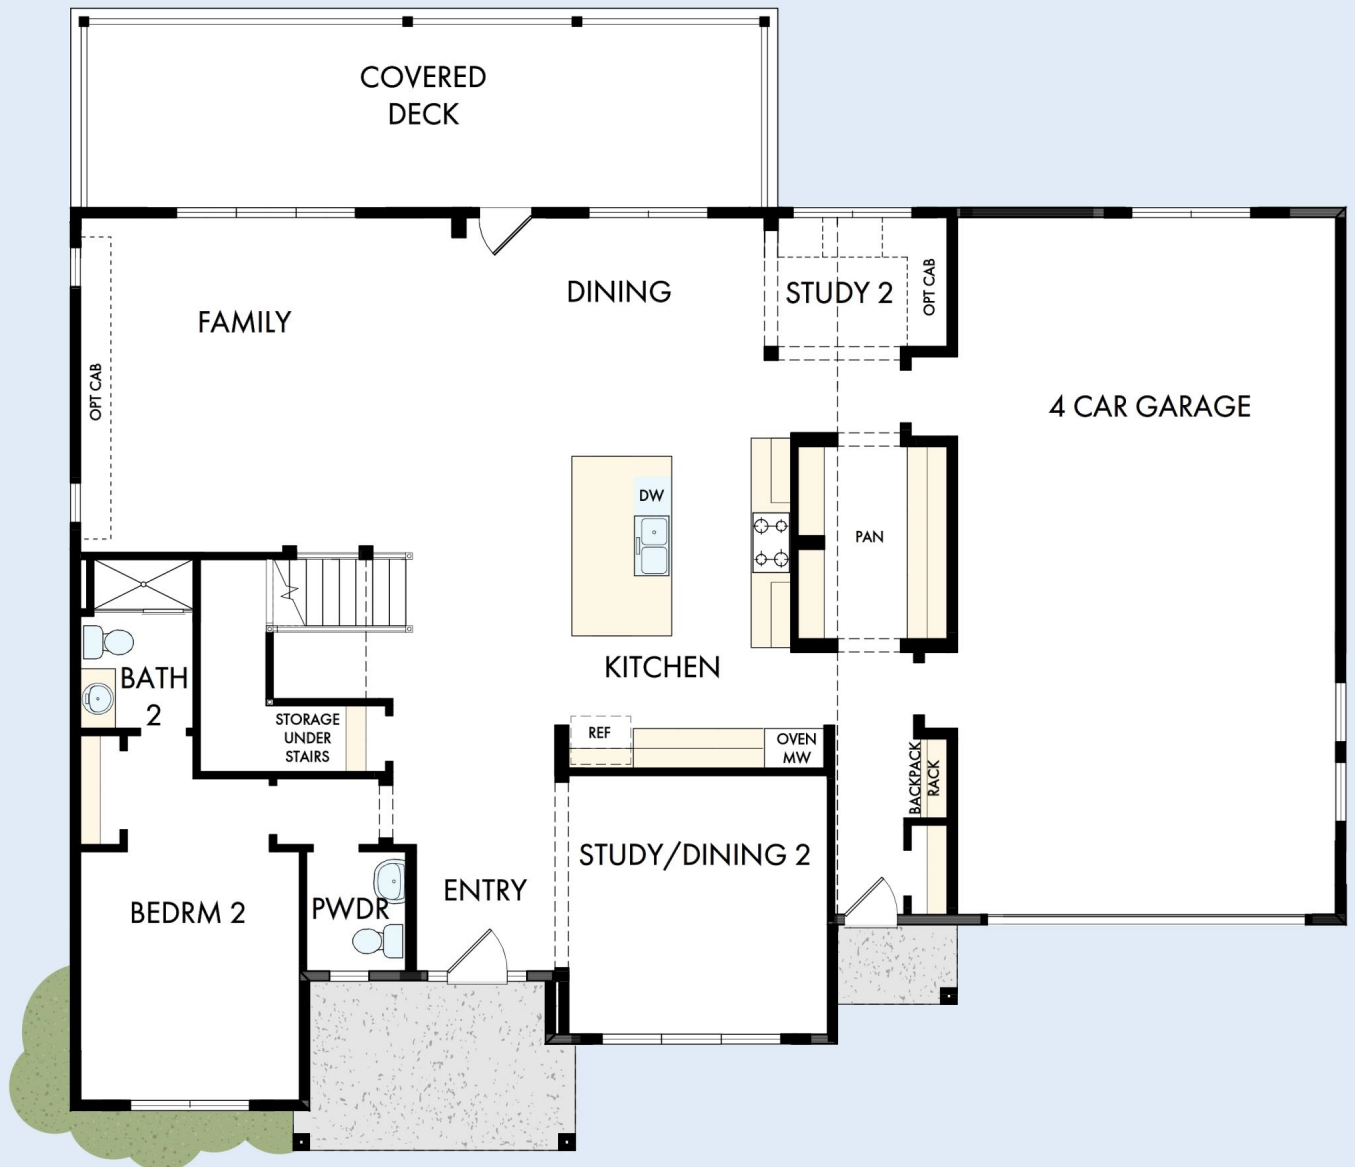 COVERED
DECK
FAMILY
DINING
STUDY 2
OPT CAB
OPT CAB
4 CAR GARAGE
DW
PAN
KITCHEN
BATH
2
STORAGE
UNDER
STAIRS
REF
OVEN
MW
BACKPACK
RACK
STUDY/DINING 2
ENTRY
BEDRM 2
PWDR